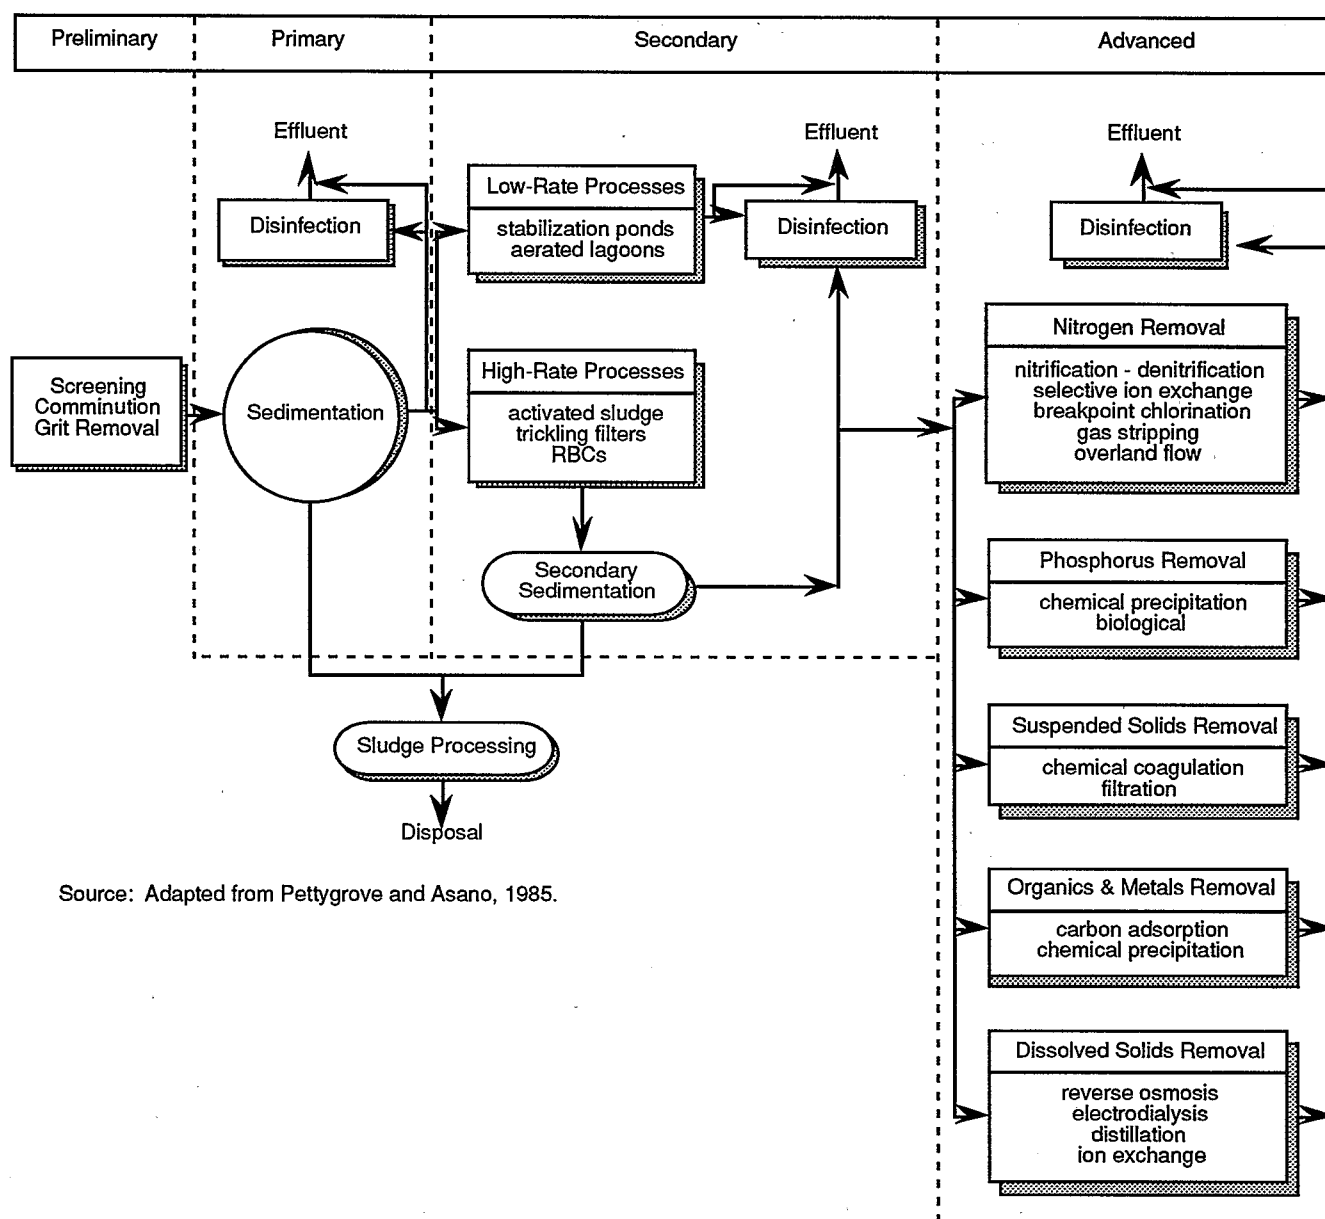 Preliminary
Primary
Secondary
Advanced
Effluent
Disinfection
Screening
Comminution
Grit Removal
Sedimentation
Low-Rate Processes
stabilization ponds
aerated lagoons
High-Rate Processes
activated sludge
trickling filters
RBCs
Secondary
Sedimentation
Effluent
Disinfection
Sludge Processing
Disposal
Effluent
Disinfection
Nitrogen Removal
nitrification - denitrification
selective ion exchange
breakpoint chlorination
gas stripping
overland flow
Phosphorus Removal
chemical precipitation
biological
Suspended Solids Removal
chemical coagulation
filtration
Organics & Metals Removal
carbon adsorption
chemical precipitation
Dissolved Solids Removal
reverse osmosis
electrodialysis
distillation
ion exchange
Source: Adapted from Pettygrove and Asano, 1985.